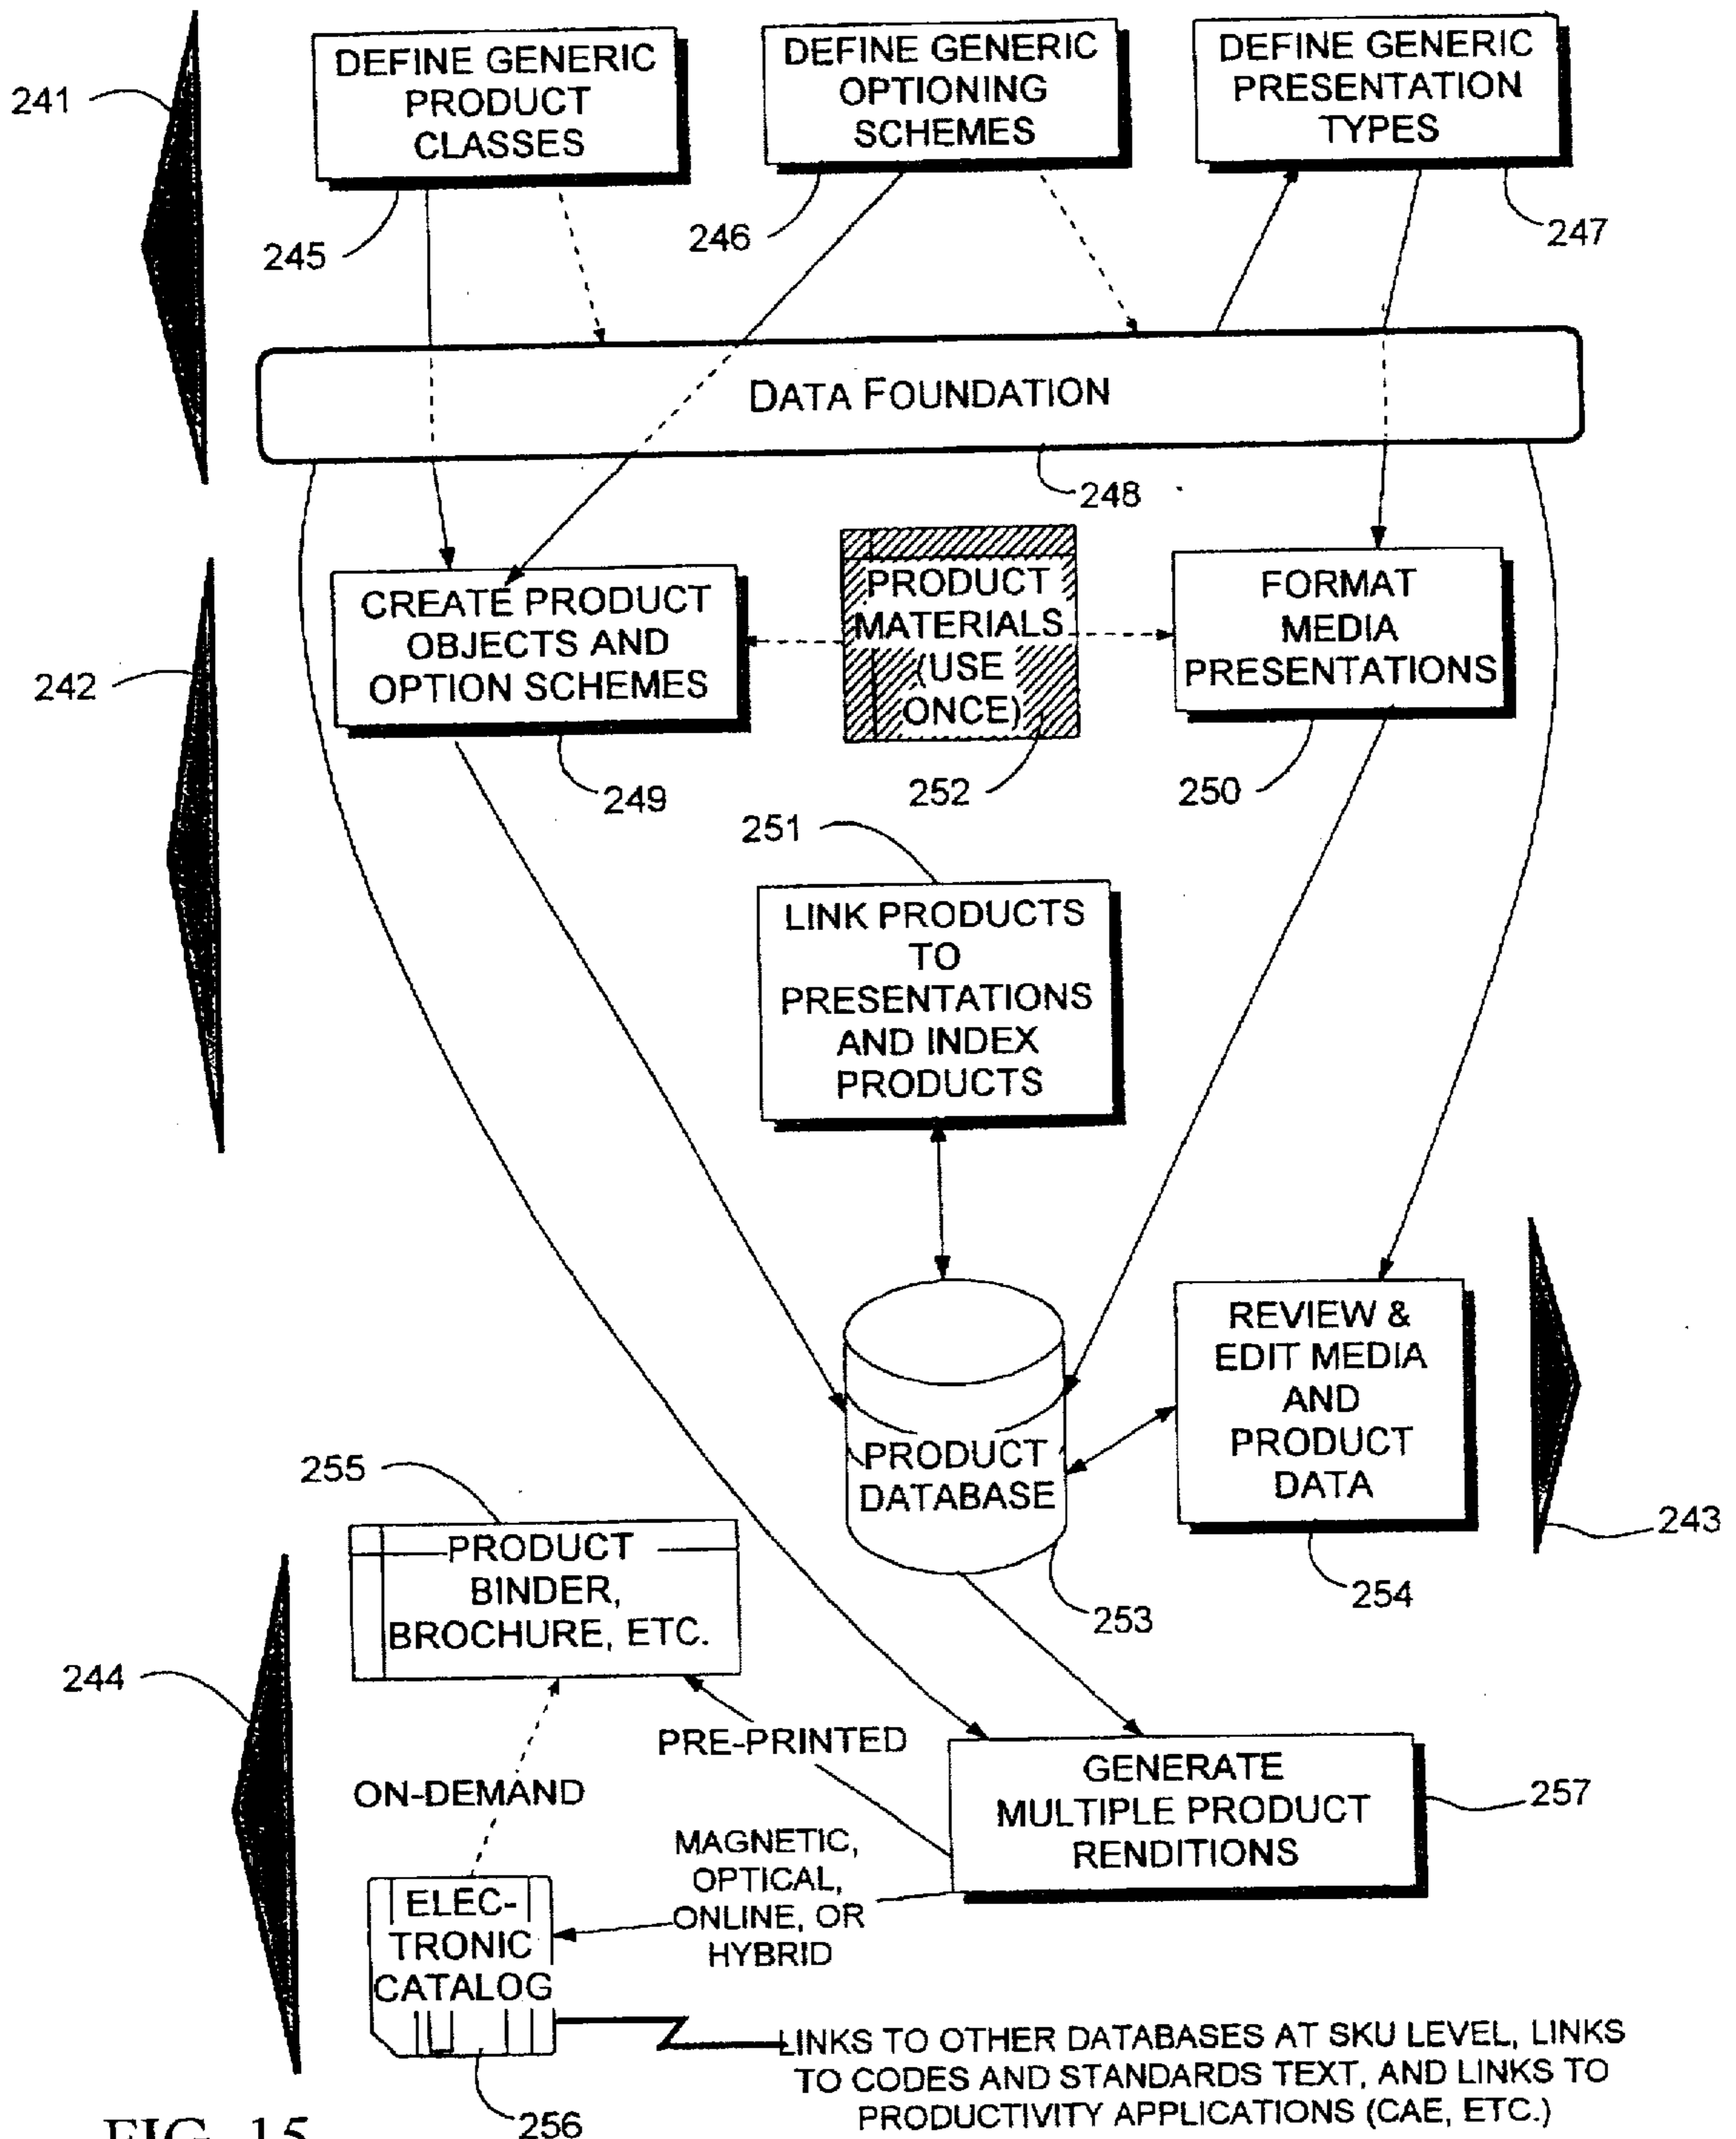 DEFINE GENERIC
PRODUCT
CLASSES
DEFINE GENERIC
OPTIONING
SCHEMES
DEFINE GENERIC
PRESENTATION
TYPES
241
245
246
247
DATA FOUNDATION
248
242
CREATE PRODUCT
OBJECTS AND
OPTION SCHEMES
249
PRODUCT
MATERIALS
(USE
ONCE)
252
FORMAT
MEDIA
PRESENTATIONS
250
251
LINK PRODUCTS
TO
PRESENTATIONS
AND INDEX
PRODUCTS
PRODUCT
DATABASE
253
REVIEW &
EDIT MEDIA
AND
PRODUCT
DATA
254
243
255
PRODUCT
BINDER,
BROCHURE, ETC.
244
PRE-PRINTED
ON-DEMAND
GENERATE
MULTIPLE PRODUCT
RENDITIONS
257
MAGNETIC,
OPTICAL,
ONLINE, OR
HYBRID
ELEC-
TRONIC
CATALOG
256
LINKS TO OTHER DATABASES AT SKU LEVEL, LINKS
TO CODES AND STANDARDS TEXT, AND LINKS TO
PRODUCTIVITY APPLICATIONS (CAE, ETC.)
FIG. 15